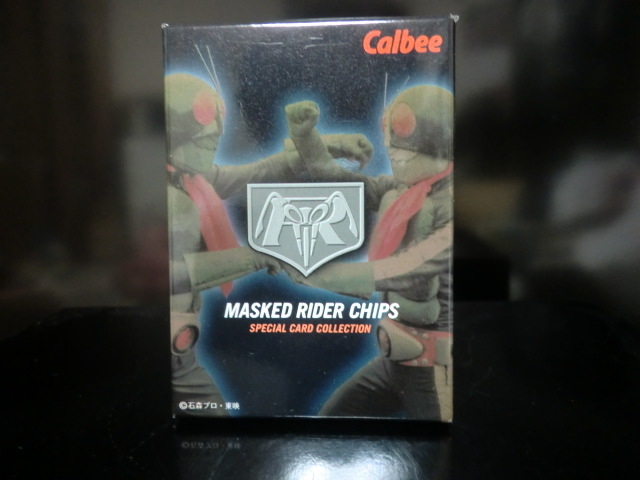 Calbee
MASKED RIDER CHIPS
SPECIAL CARD COLLECTION
©石森プロ・東映